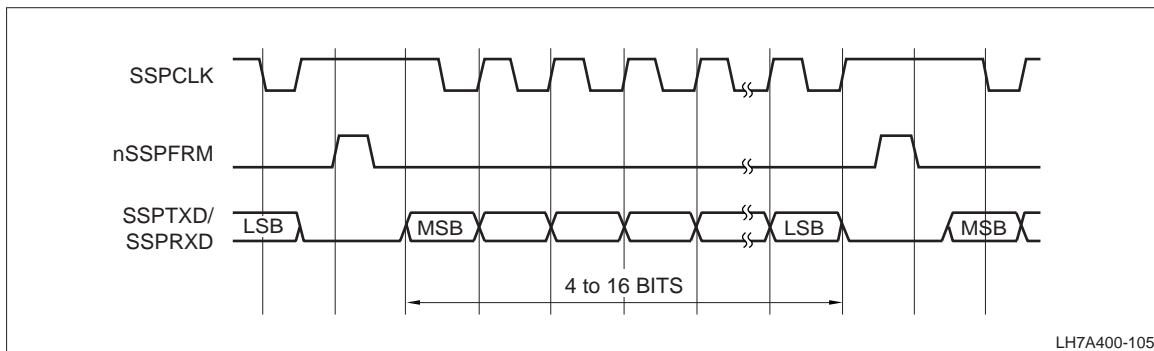 SSPCLK
nSSPFRM
SSPTXD/
SSPRXD
LSB
MSB
LSB
MSB
4 to 16 BITS
LH7A400-105